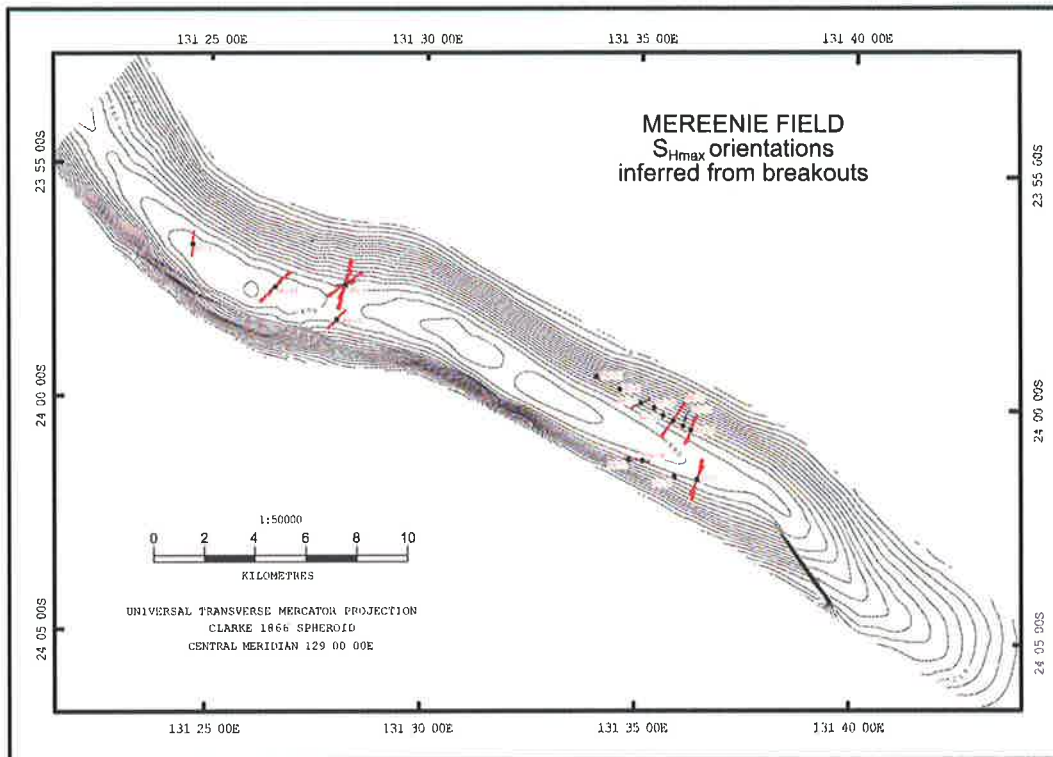 131 25 00E
131 30 00E
131 35 00E
131 40 00E
MEREENIE FIELD
SHmax orientations
inferred from breakouts
23 55 00S
23 55 00S
24 00 00S
24 00 00S
24 05 00S
24 05 00S
1:50000
0 2 4 6 8 10
KILOMETRES
UNIVERSAL TRANSVERSE MERCATOR PROJECTION
CLARKE 1866 SPHEROID
CENTRAL MERIDIAN 129 00 00E
131 25 00E
131 30 00E
131 35 00E
131 40 00E